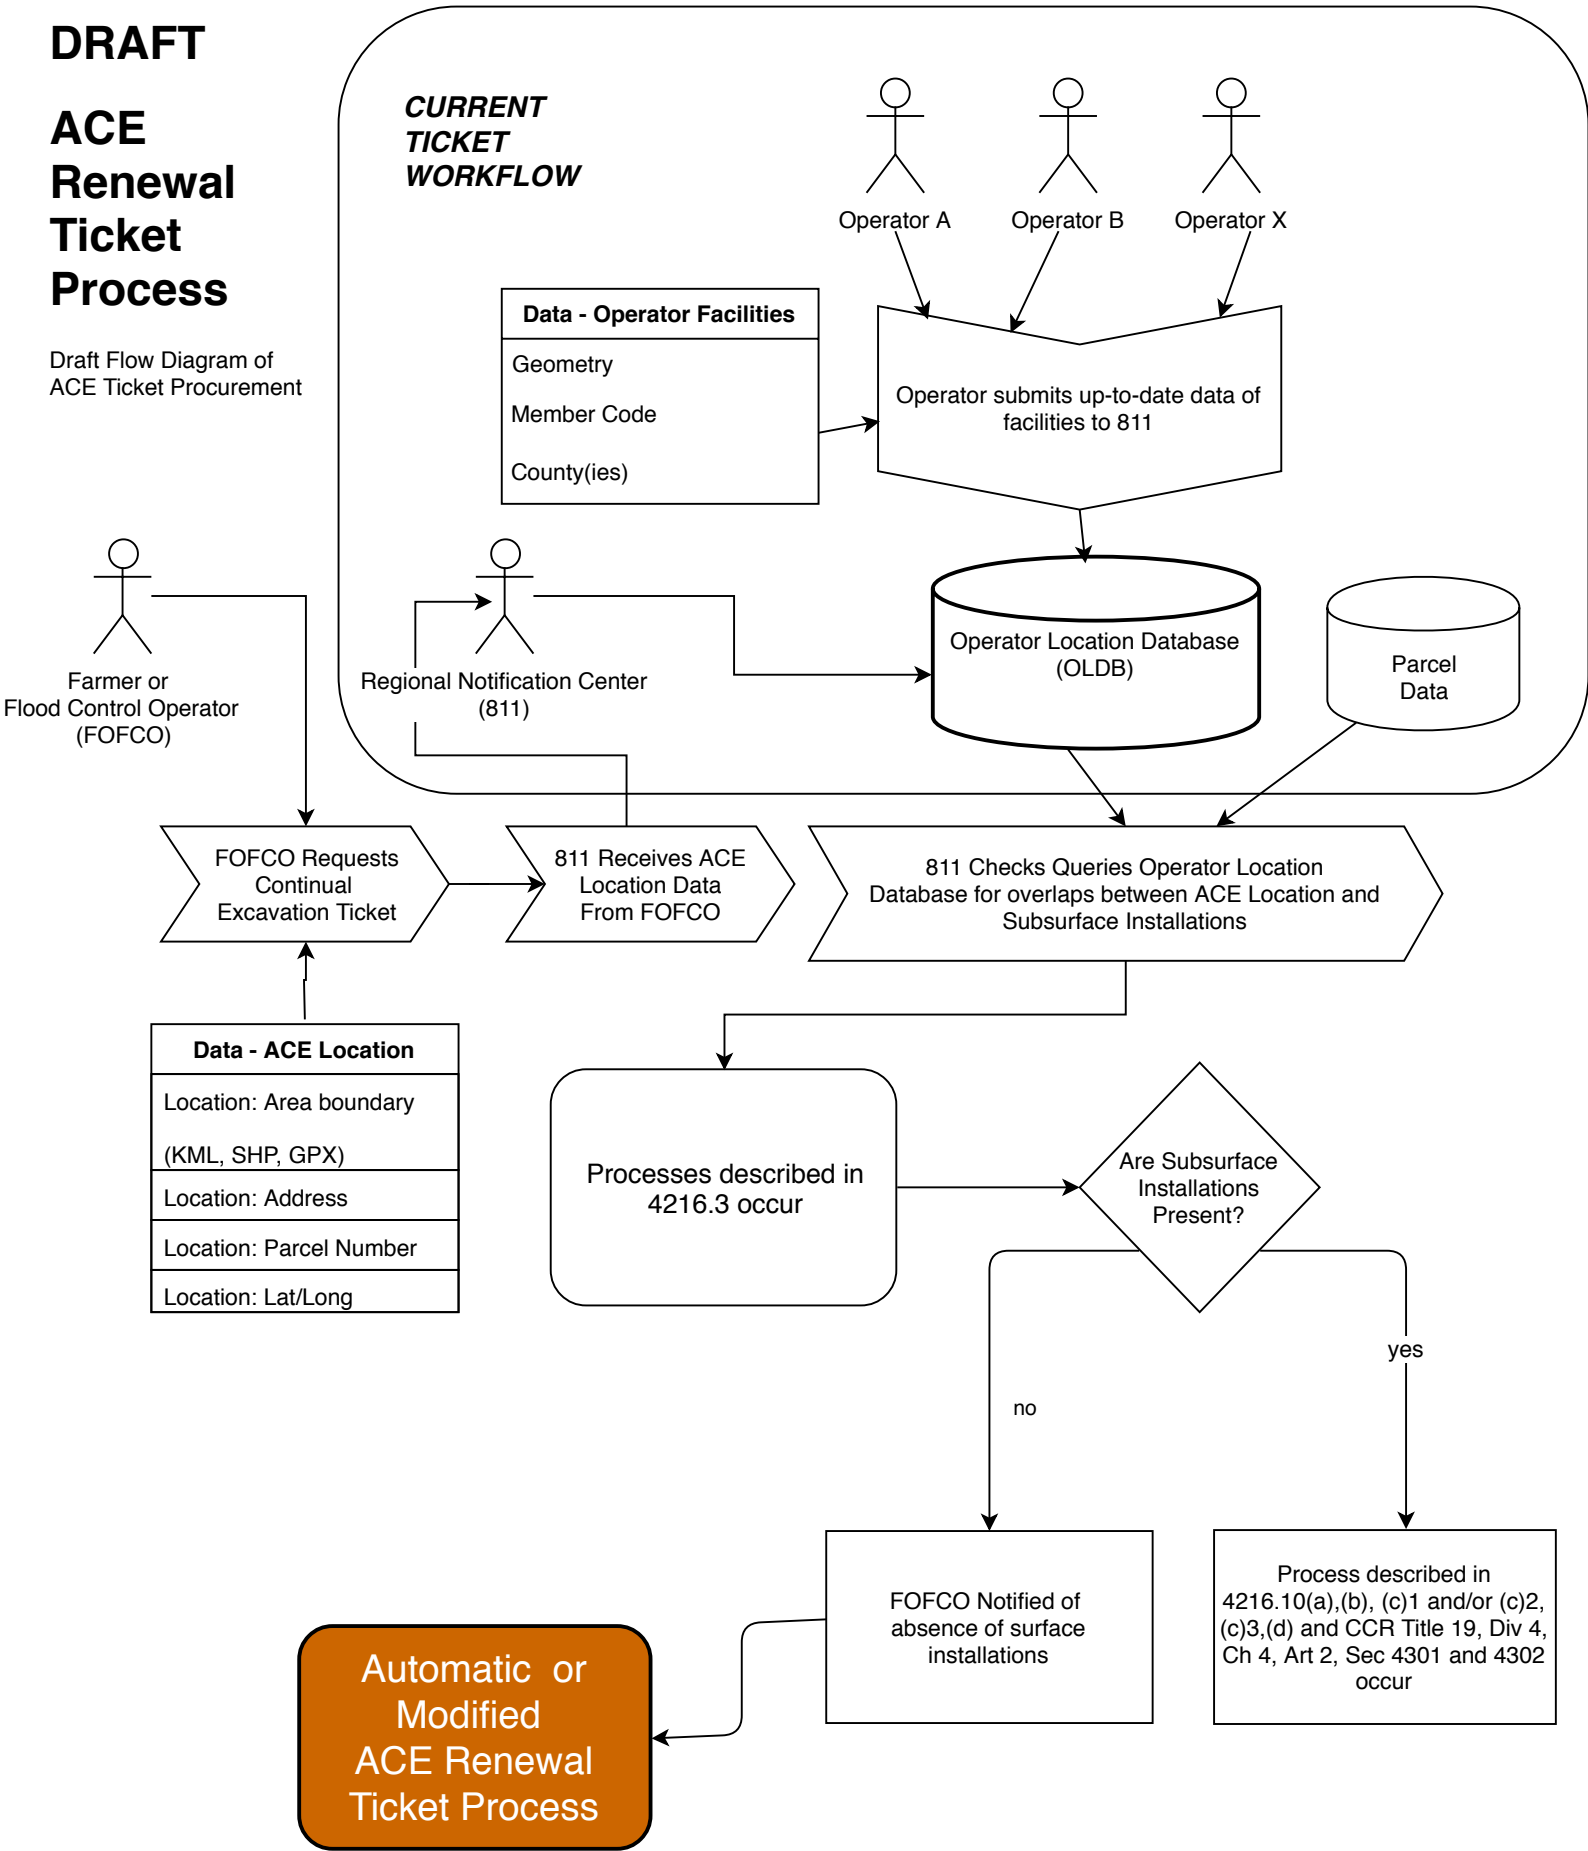 DRAFT
ACE
Renewal
Ticket
Process
Draft Flow Diagram of
ACE Ticket Procurement
CURRENT
TICKET
WORKFLOW
Operator A
Operator B
Operator X
Data - Operator Facilities
Geometry
Member Code
County(ies)
Operator submits up-to-date data of
facilities to 811
Farmer or
Flood Control Operator
(FOFCO)
Regional Notification Center
(811)
Operator Location Database
(OLDB)
Parcel
Data
FOFCO Requests
Continual
Excavation Ticket
811 Receives ACE
Location Data
From FOFCO
811 Checks Queries Operator Location
Database for overlaps between ACE Location and
Subsurface Installations
Data - ACE Location
Location: Area boundary
(KML, SHP, GPX)
Location: Address
Location: Parcel Number
Location: Lat/Long
Processes described in
4216.3 occur
Are Subsurface
Installations
Present?
yes
no
FOFCO Notified of
absence of surface
installations
Process described in
4216.10(a),(b), (c)1 and/or (c)2,
(c)3,(d) and CCR Title 19, Div 4,
Ch 4, Art 2, Sec 4301 and 4302
occur
Automatic or
Modified
ACE Renewal
Ticket Process